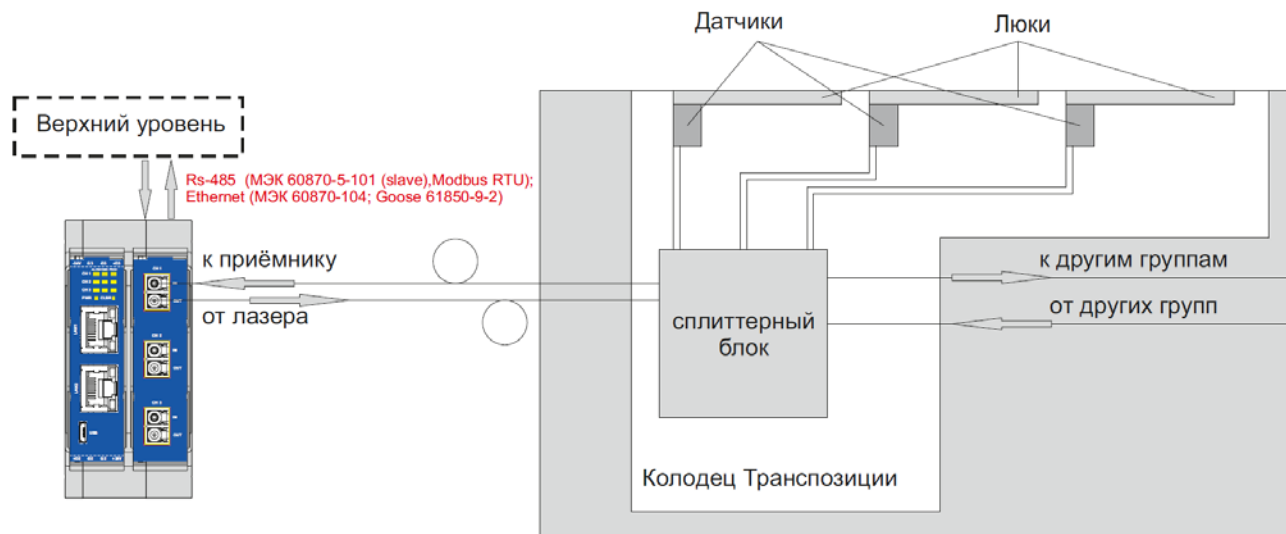 Датчики
Люки
Верхний уровень
Rs-485 (МЭК 60870-5-101 (slave),Modbus RTU);
Ethernet (МЭК 60870-104; Goose 61850-9-2)
к приёмнику
от лазера
сплиттерный
блок
к другим группам
от других групп
Колодец Транспозиции